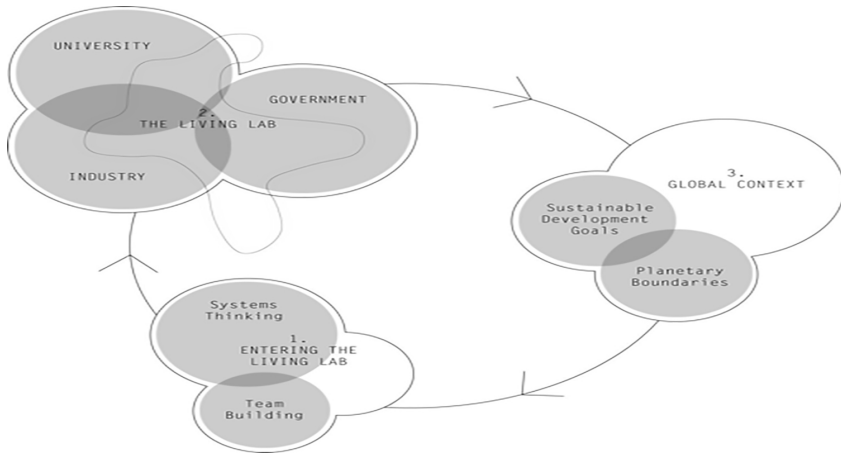 UNIVERSITY
GOVERNMENT
2.
THE LIVING LAB
INDUSTRY
3.
GLOBAL CONTEXT
Sustainable
Development
Goals
Planetary
Boundaries
Systems
Thinking
1.
ENTERING THE
LIVING LAB
Team
Building